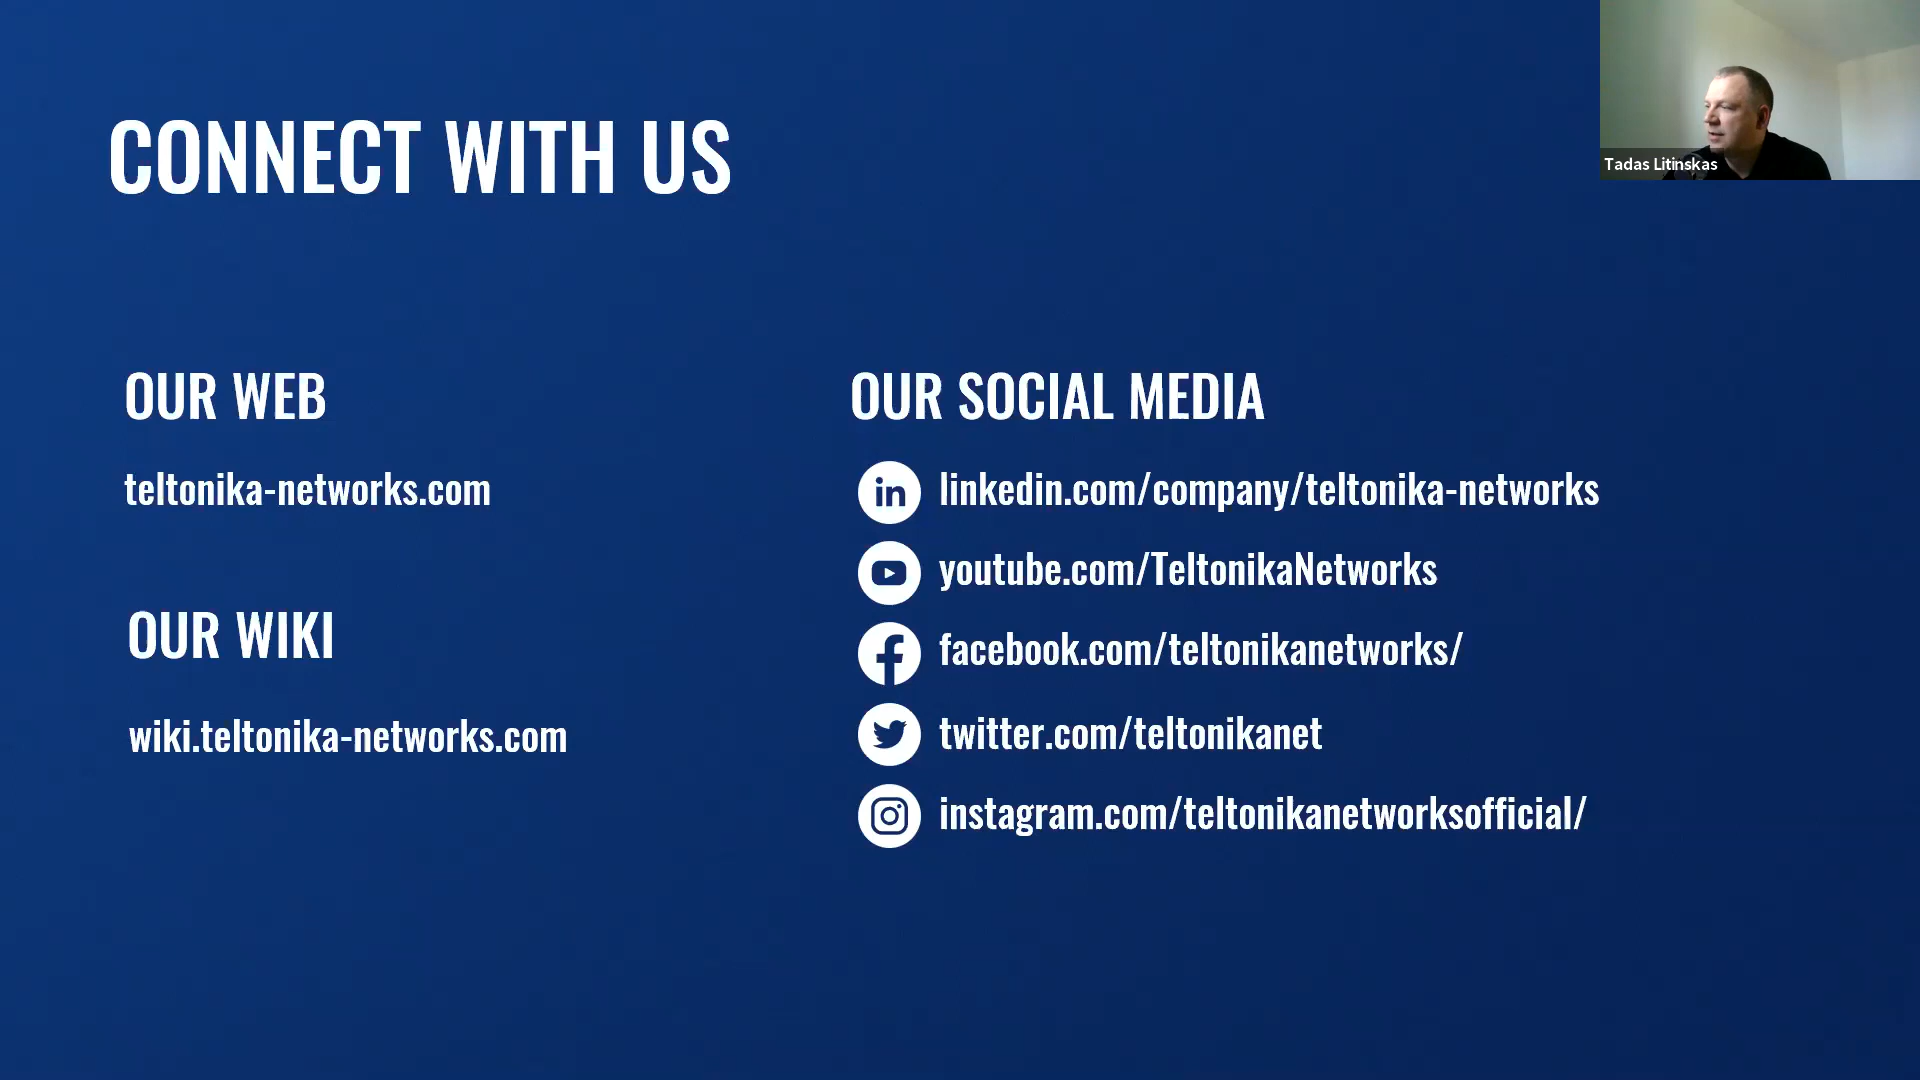 CONNECT WITH US
Tadas Litinskas
OUR WEB
teltonika-networks.com
OUR WIKI
wiki.teltonika-networks.com
OUR SOCIAL MEDIA
in linkedin.com/company/teltonika-networks
youtube.com/TeltonikaNetworks
facebook.com/teltonikanetworks/
twitter.com/teltonikanet
instagram.com/teltonikanetworksofficial/